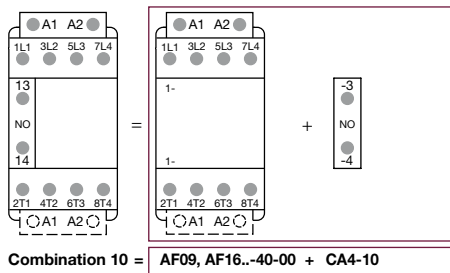 A1 A2 A1 A2
1L1 3L2 5L3 7L4 1L1 3L2 5L3 7L4
13 1- -3
NO = + NO
14 1- -4
2T1 4T2 6T3 8T4 2T1 4T2 6T3 8T4
A1 A2 A1 A2
Combination 10 = AF09, AF16..-40-00 + CA4-10